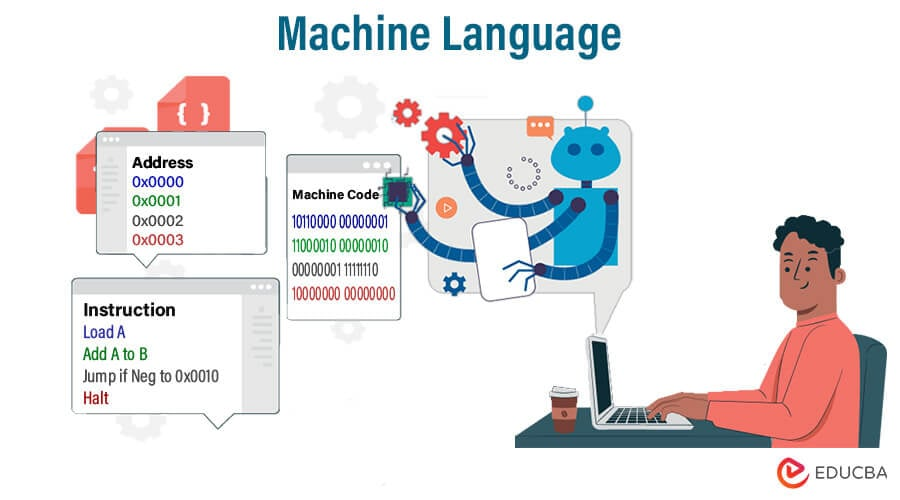 Machine Language
Address
0x0000
0x0001
0x0002
0x0003
Machine Code
10110000 00000001
11000010 00000010
00000001 11111110
10000000 00000000
Instruction
Load A
Add A to B
Jump if Neg to 0x0010
Halt
{ }
EDUCBA